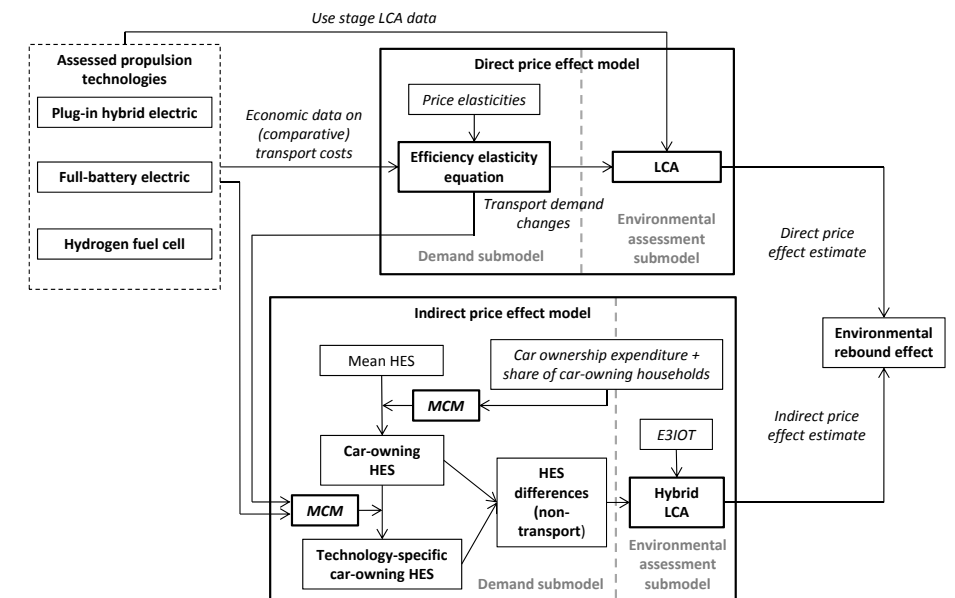 Use stage LCA data
Assessed propulsion
technologies
Plug-in hybrid electric
Full-battery electric
Hydrogen fuel cell
Economic data on
(comparative)
transport costs
Direct price effect model
Price elasticities
Efficiency elasticity
equation
LCA
Transport demand
changes
Demand submodel
Environmental
assessment
submodel
Direct price
effect estimate
Environmental
rebound effect
Indirect price
effect estimate
Indirect price effect model
Mean HES
Car ownership expenditure +
share of car-owning households
MCM
E3IOT
Car-owning
HES
HES
differences
(non-
transport)
Hybrid
LCA
MCM
Technology-specific
car-owning HES
Demand submodel
Environmental
assessment
submodel